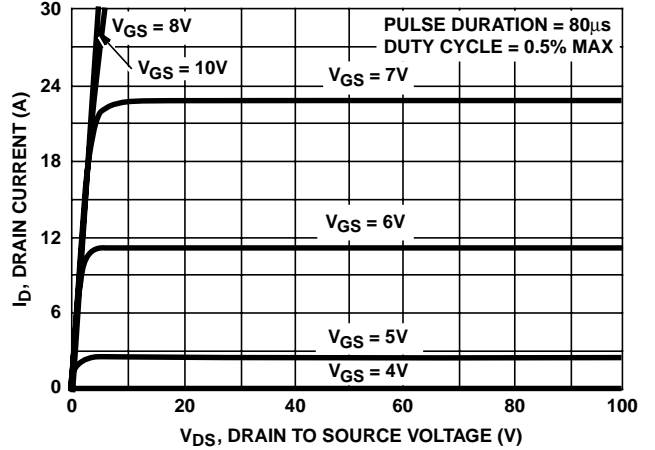 30
24
18
12
6
0
I_D, DRAIN CURRENT (A)
V_GS = 8V
V_GS = 10V
PULSE DURATION = 80µs
DUTY CYCLE = 0.5% MAX
V_GS = 7V
V_GS = 6V
V_GS = 5V
V_GS = 4V
0 20 40 60 80 100
V_DS, DRAIN TO SOURCE VOLTAGE (V)